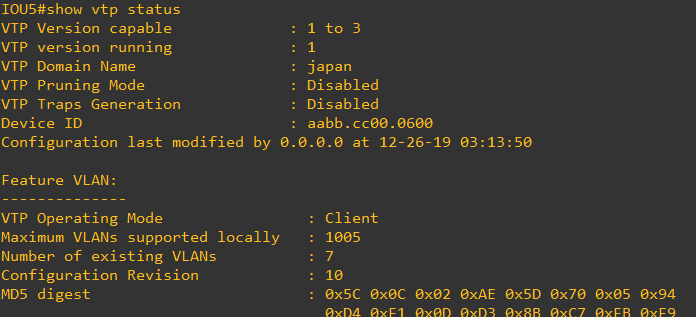 IOU5#show vtp status
VTP Version capable             : 1 to 3
VTP version running             : 1
VTP Domain Name                 : japan
VTP Pruning Mode                : Disabled
VTP Traps Generation            : Disabled
Device ID                       : aabb.cc00.0600
Configuration last modified by 0.0.0.0 at 12-26-19 03:13:50
Feature VLAN:
--------------
VTP Operating Mode                : Client
Maximum VLANs supported locally   : 1005
Number of existing VLANs          : 7
Configuration Revision            : 10
MD5 digest                        : 0x5C 0x0C 0x02 0xAE 0x5D 0x70 0x05 0x94
0xD4 0xF1 0x0D 0xD3 0x8B 0xC7 0xFB 0xF9